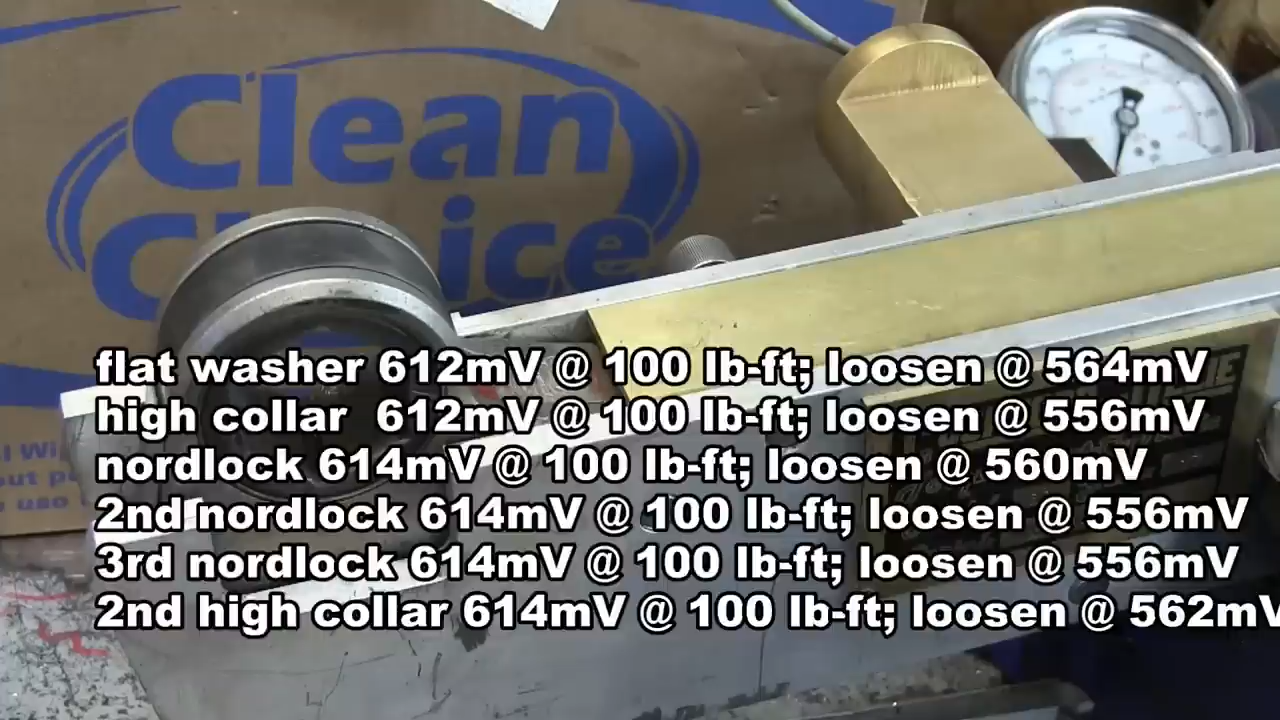 Clean
Choice
flat washer 612mV @ 100 lb-ft; loosen @ 564mV
high collar  612mV @ 100 lb-ft; loosen @ 556mV
nordlock 614mV @ 100 lb-ft; loosen @ 560mV
2nd nordlock 614mV @ 100 lb-ft; loosen @ 556mV
3rd nordlock 614mV @ 100 lb-ft; loosen @ 556mV
2nd high collar 614mV @ 100 lb-ft; loosen @ 562mV